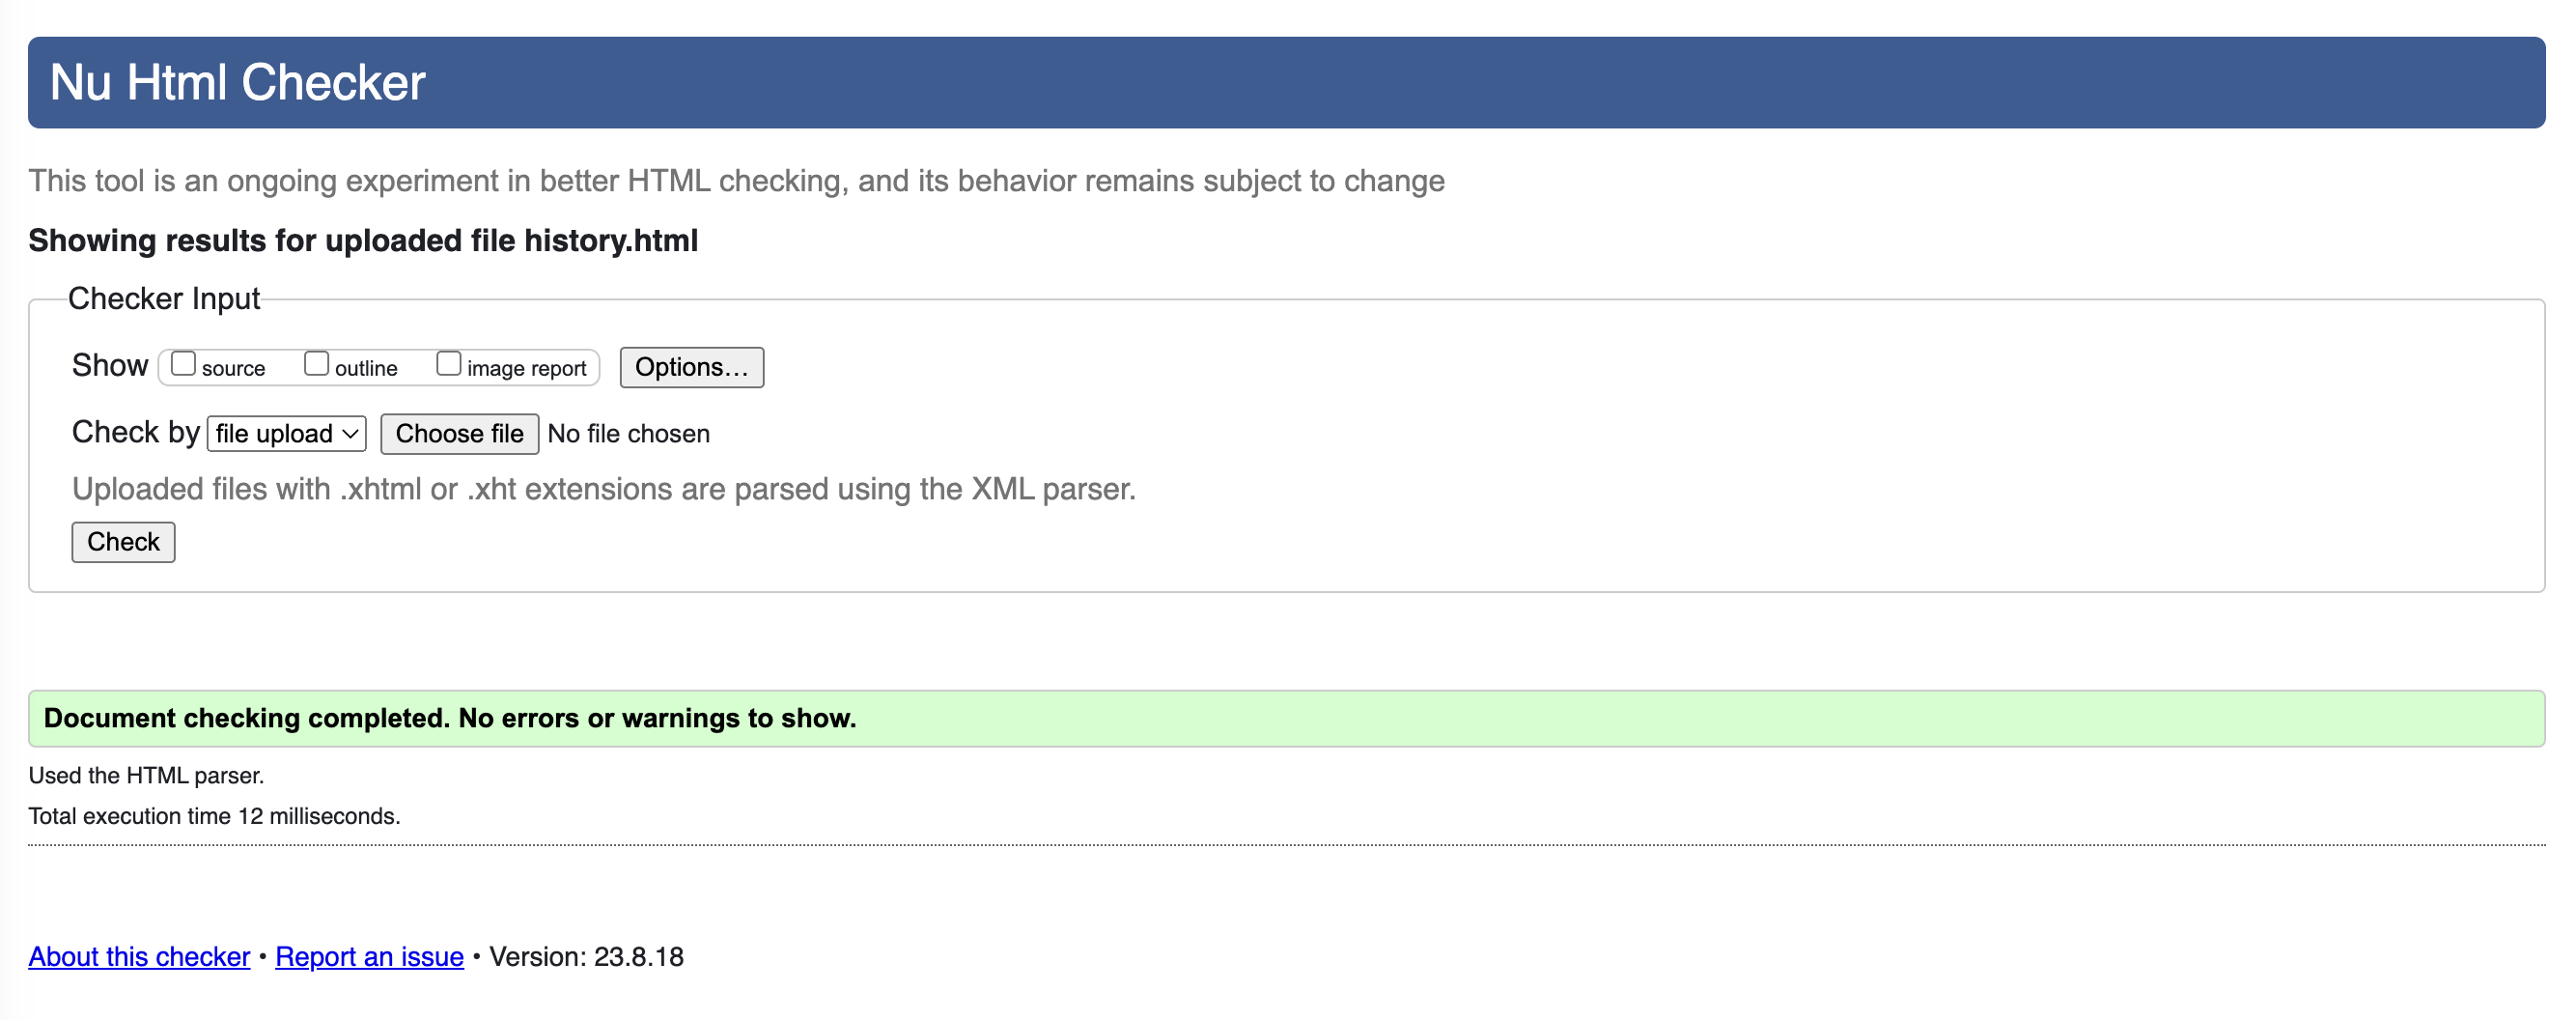 Nu Html Checker
This tool is an ongoing experiment in better HTML checking, and its behavior remains subject to change
Showing results for uploaded file history.html
Checker Input
Show source outline image report Options…
Check by file upload Choose file No file chosen
Uploaded files with .xhtml or .xht extensions are parsed using the XML parser.
Check
Document checking completed. No errors or warnings to show.
Used the HTML parser.
Total execution time 12 milliseconds.
About this checker • Report an issue • Version: 23.8.18